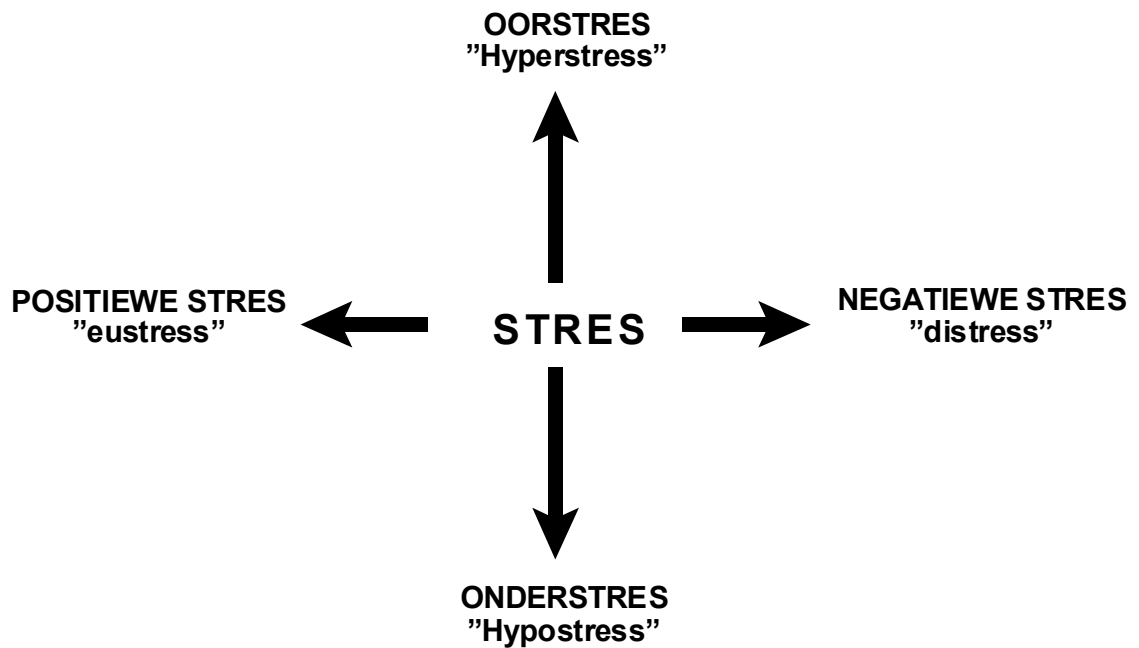 OORSTRES
”Hyperstress”
POSITIEWE STRES
”eustress”
STRES
NEGATIEWE STRES
”distress”
ONDERSTRES
”Hypostress”